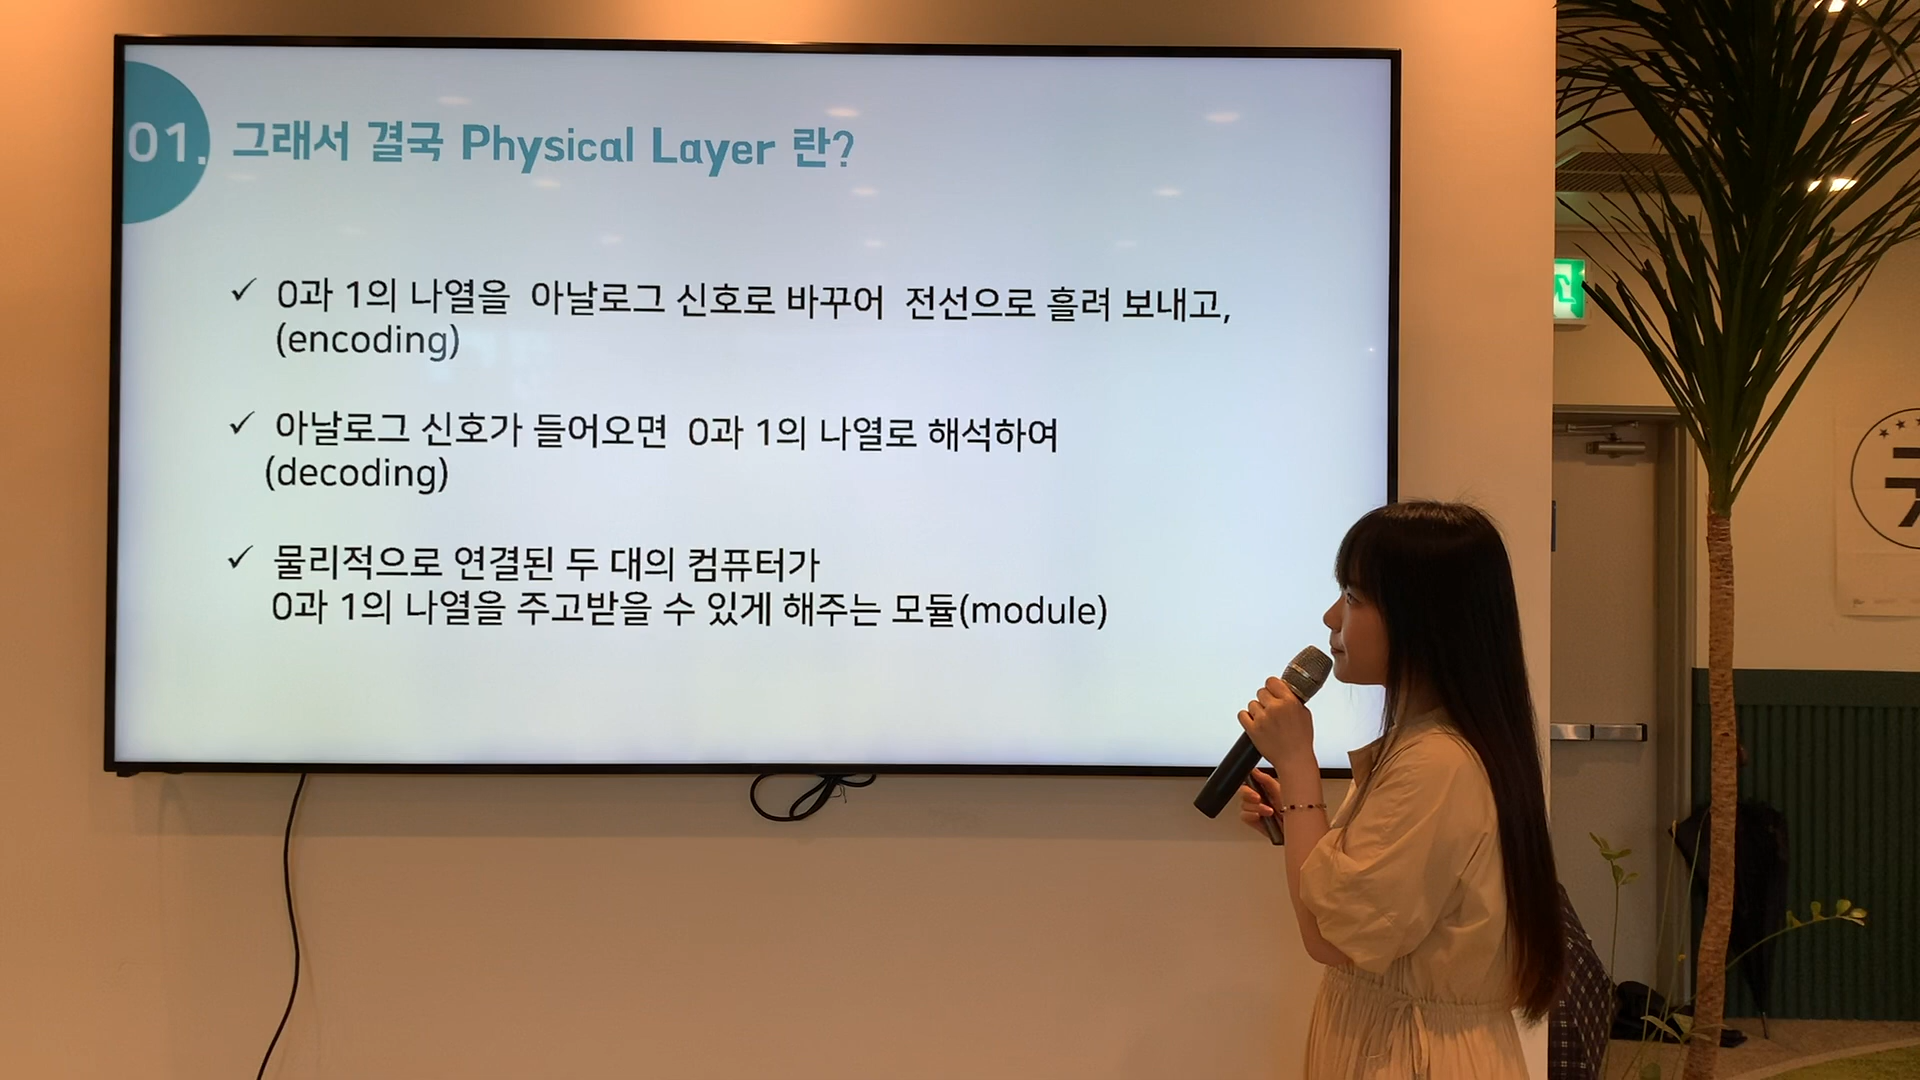 01. 그래서 결국 Physical Layer 란?
✓ 0과 1의 나열을 아날로그 신호로 바꾸어 전선으로 흘려 보내고,
(encoding)
✓ 아날로그 신호가 들어오면 0과 1의 나열로 해석하여
(decoding)
✓ 물리적으로 연결된 두 대의 컴퓨터가
0과 1의 나열을 주고받을 수 있게 해주는 모듈(module)